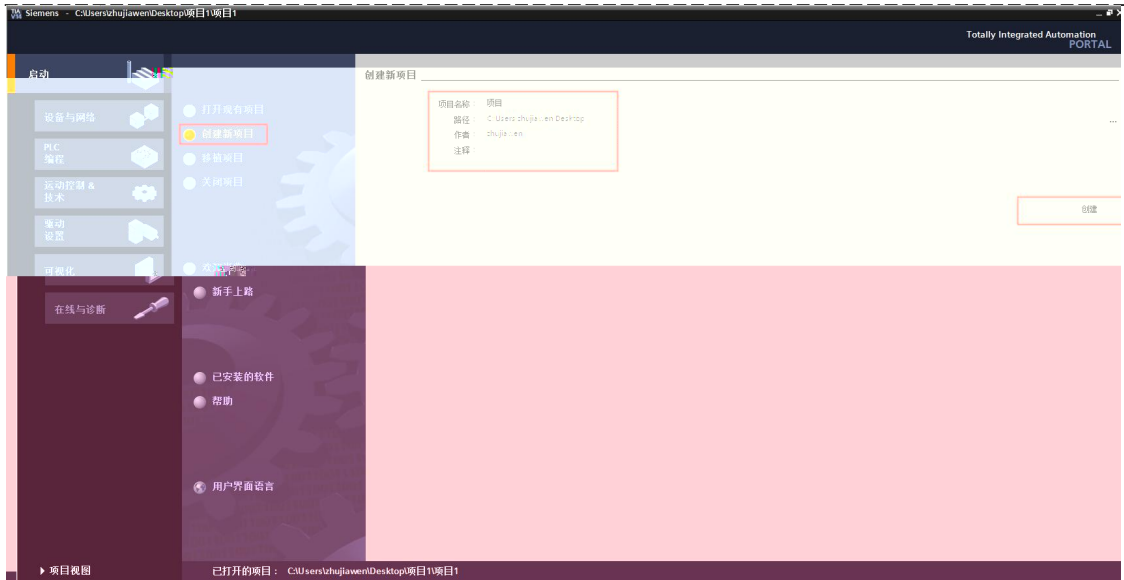 Siemens - C:\Users\zhujiawen\Desktop\项目1\项目1
Totally Integrated Automation
PORTAL
启动
设备与网络
PLC
编程
运动控制 &
技术
驱动
设置
可视化
在线与诊断
打开现有项目
创建新项目
移植项目
关闭项目
新手上路
已安装的软件
帮助
用户界面语言
创建新项目
项目名称: 项目
路径: C:\Users\zhujiawen\Desktop
作者: zhujiawen
注释:
...
创建
项目视图
已打开的项目: C:\Users\zhujiawen\Desktop\项目1\项目1